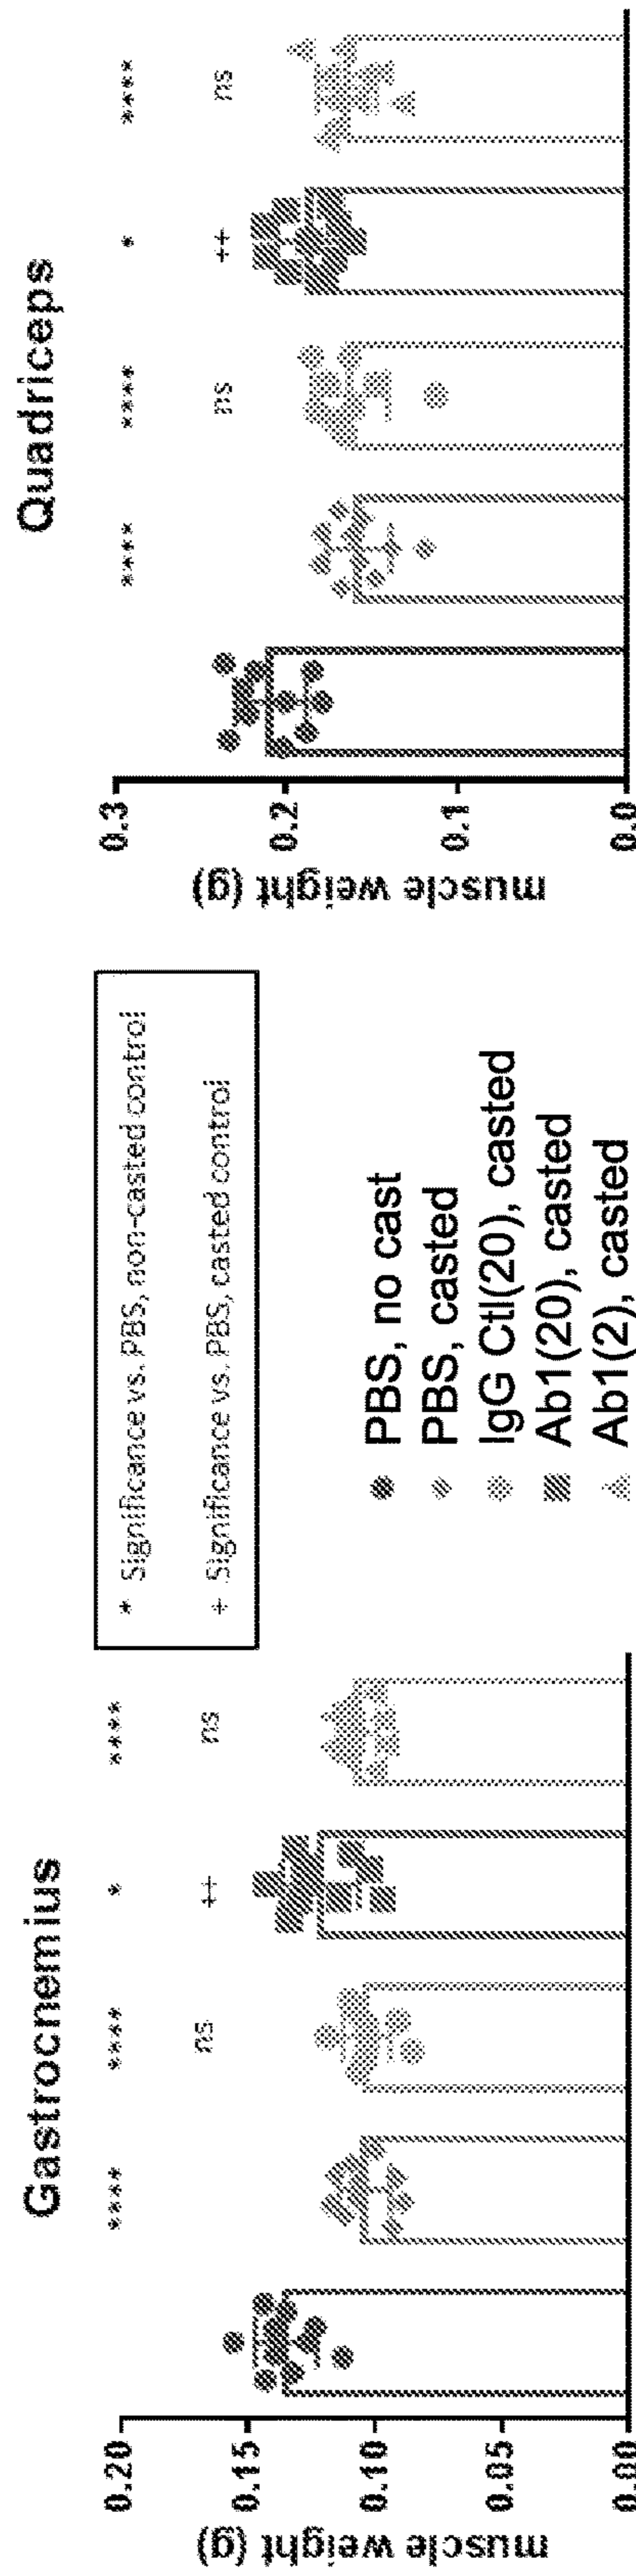 Gastrocnemius
muscle weight (g)
0.20
0.15
0.10
0.05
0.00
****
****
ns
*
++
****
ns
* Significance vs. PBS, non-casted control
+ Significance vs. PBS, casted control
PBS, no cast
PBS, casted
IgG Ctl(20), casted
Ab1(20), casted
Ab1(2), casted
Quadriceps
muscle weight (g)
0.3
0.2
0.1
0.0
****
****
ns
*
++
****
ns